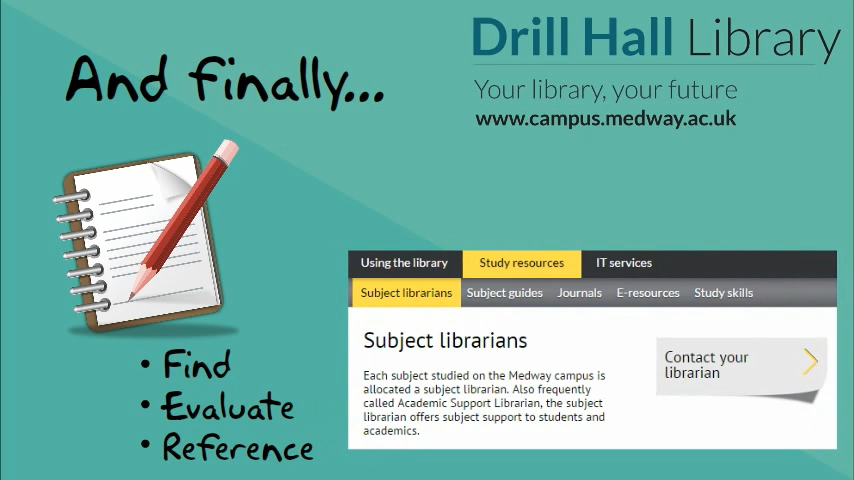 And Finally...
Drill Hall Library
Your library, your future
www.campus.medway.ac.uk
• Find
• Evaluate
• Reference
Using the library Study resources IT services
Subject librarians Subject guides Journals E-resources Study skills
Subject librarians
Each subject studied on the Medway campus is
allocated a subject librarian. Also frequently
called Academic Support Librarian, the subject
librarian offers subject support to students and
academics.
Contact your
librarian